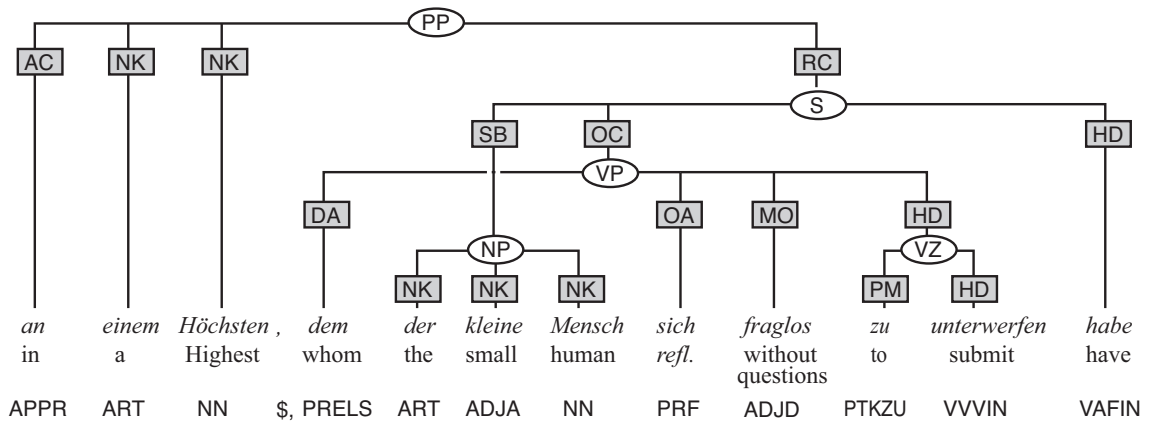 PP
AC NK NK RC
S
SB OC HD
VP
DA OA MO HD
NP VZ
NK NK NK PM HD
an einem Höchsten , dem der kleine Mensch sich fraglos zu unterwerfen habe
in a Highest whom the small human refl. without to submit have
questions
APPR ART NN $, PRELS ART ADJA NN PRF ADJD PTKZU VVVIN VAFIN